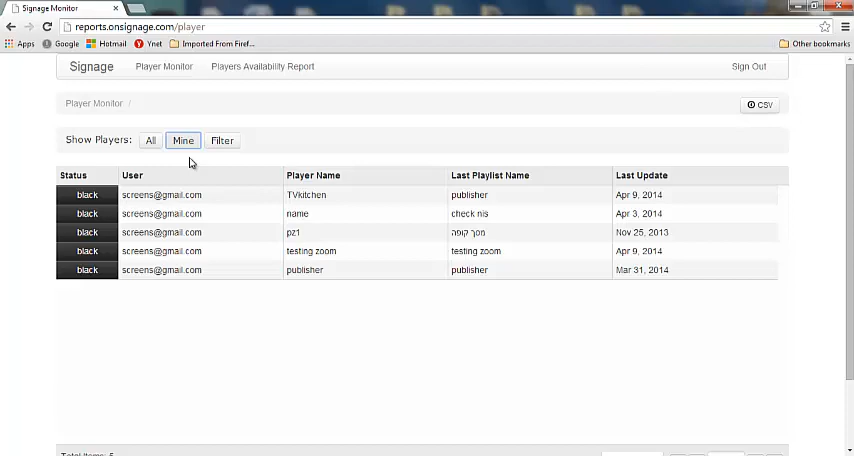 Signage Monitor
reports.onsignage.com/player
Apps Google Hotmail Ynet Imported From Firef... Other bookmarks
Signage Player Monitor Players Availability Report Sign Out
Player Monitor / CSV
Show Players: All Mine Filter
Status User Player Name Last Playlist Name Last Update
black screens@gmail.com TVkitchen publisher Apr 9, 2014
black screens@gmail.com name check nis Apr 3, 2014
black screens@gmail.com pz1 מסך קופה Nov 25, 2013
black screens@gmail.com testing zoom testing zoom Apr 9, 2014
black screens@gmail.com publisher publisher Mar 31, 2014
Total Items: 5